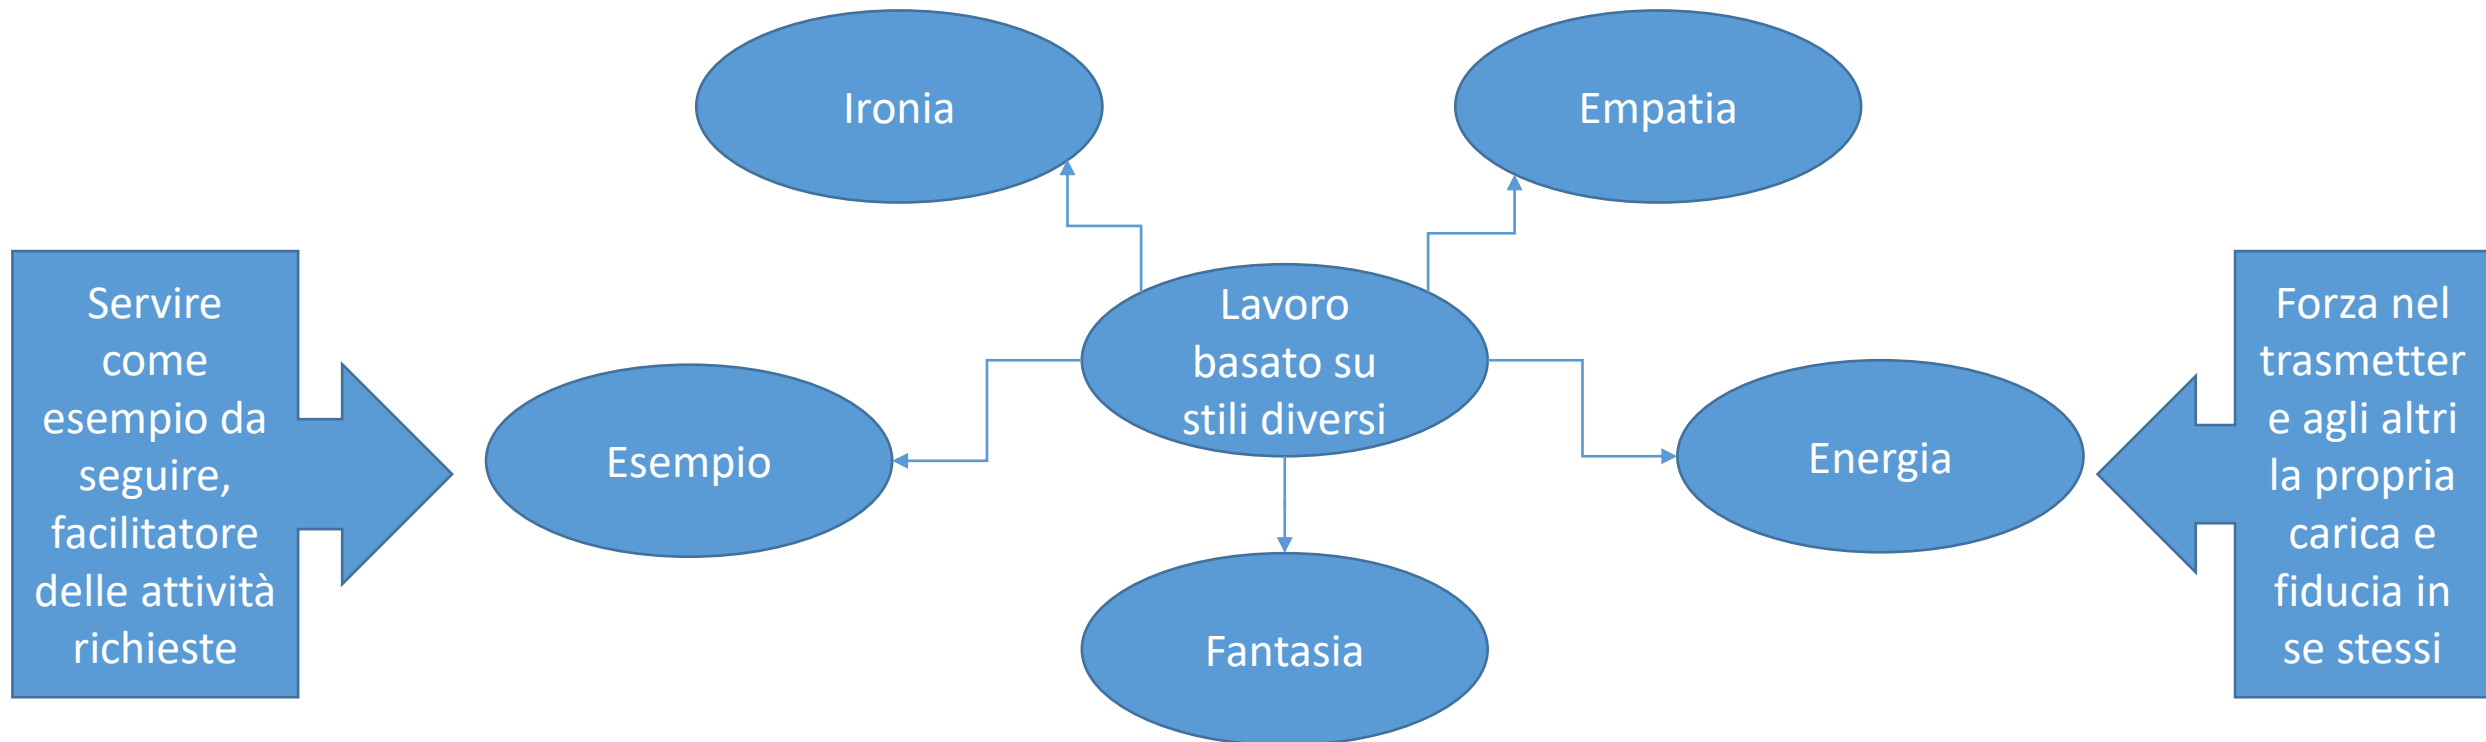 Ironia
Empatia
Servire
come
esempio da
seguire,
facilitatore
delle attività
richieste
Lavoro
basato su
stili diversi
Forza nel
trasmetter
e agli altri
la propria
carica e
fiducia in
se stessi
Esempio
Energia
Fantasia